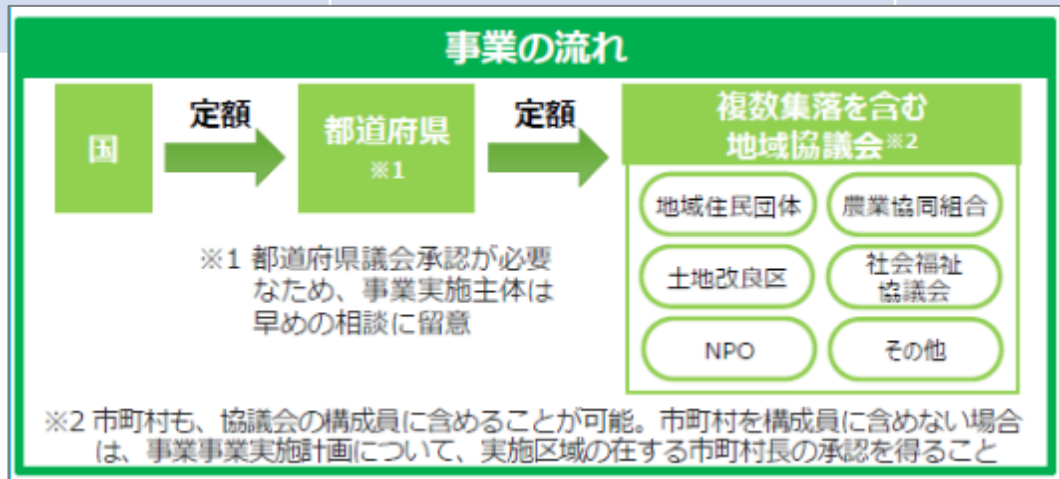 事業の流れ
国
定額
都道府県
※1
定額
複数集落を含む
地域協議会※2
地域住民団体
農業協同組合
土地改良区
社会福祉
協議会
NPO
その他
※1 都道府県議会承認が必要
なため、事業実施主体は
早めの相談に留意
※2 市町村も、協議会の構成員に含めることが可能。市町村を構成員に含めない場合
は、事業事業実施計画について、実施区域の在する市町村長の承認を得ること